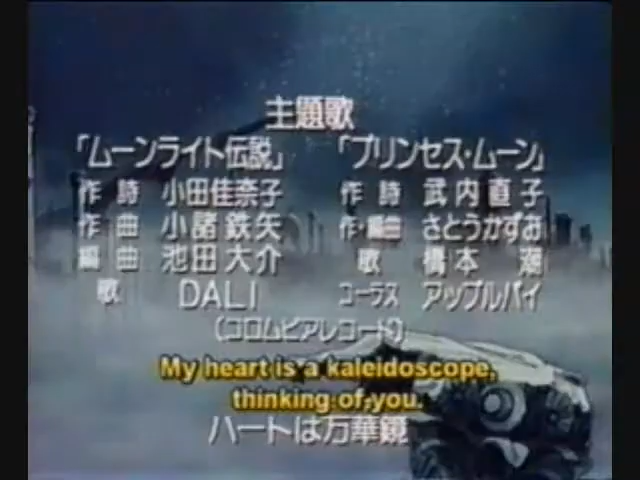 主題歌
「ムーンライト伝説」 「プリンセス・ムーン」
作詩 小田佳奈子 作詩 武内直子
作曲 小諸鉄矢 作・編曲 さとうかずお
編曲 池田大介 歌 橋本潮
歌 DALI コーラス アップルパイ
(コロムビアレコード)
My heart is a kaleidoscope,
thinking of you.
ハートは万華鏡